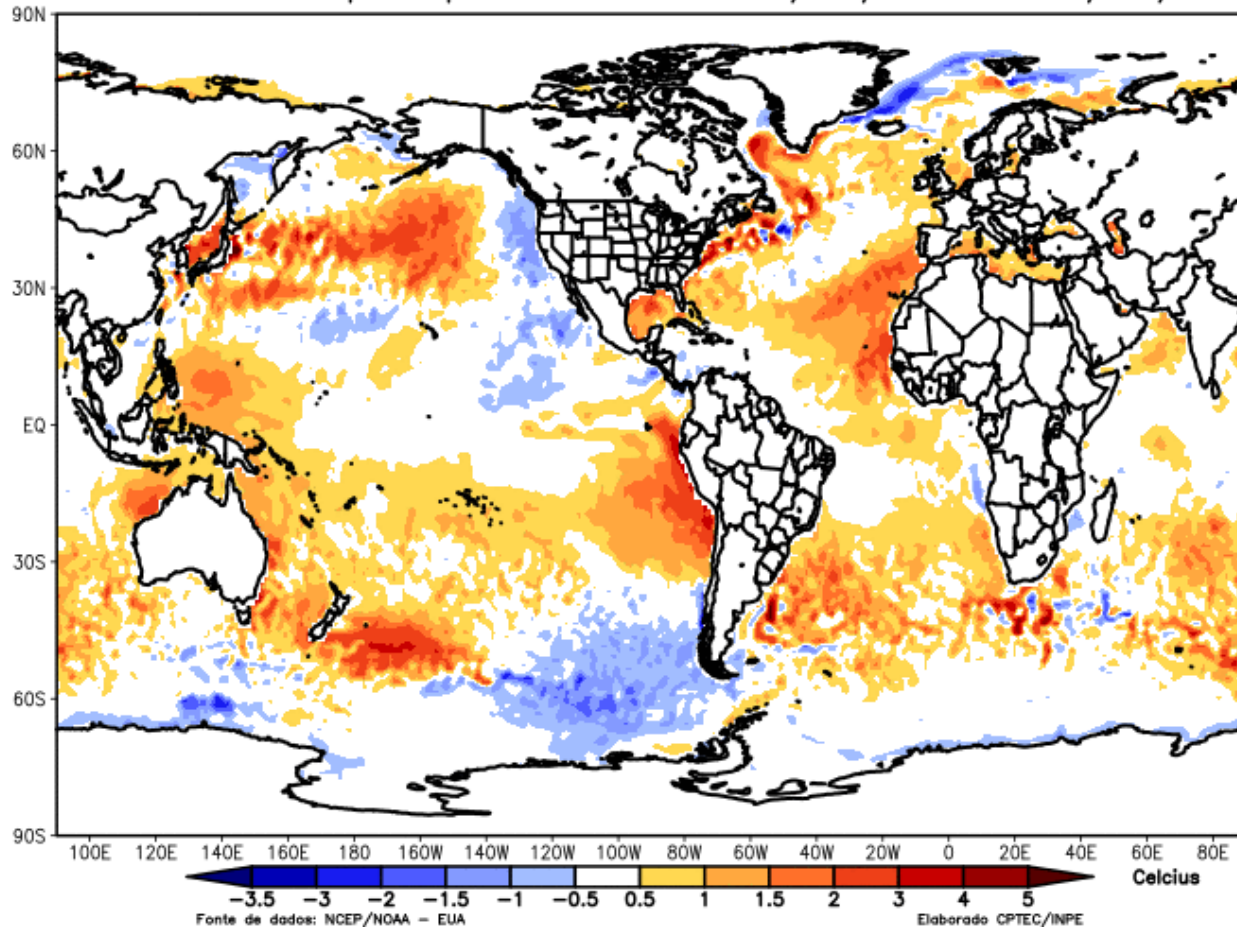 90N
60N
30N
EQ
30S
60S
90S
100E 120E 140E 160E 180 160W 140W 120W 100W 80W 60W 40W 20W 0 20E 40E 60E 80E
-3.5 -3 -2 -1.5 -1 -0.5 0.5 1 1.5 2 3 4 5
Celcius
Fonte de dados: NCEP/NOAA - EUA
Elaborado CPTEC/INPE